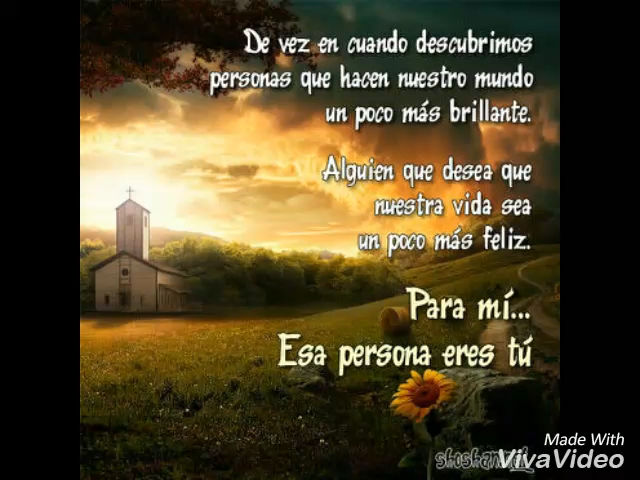 De vez en cuando descubrimos
personas que hacen nuestro mundo
un poco más brillante.
Alguien que desea que
nuestra vida sea
un poco más feliz.
Para mí...
Esa persona eres tú
Made With
VivaVideo